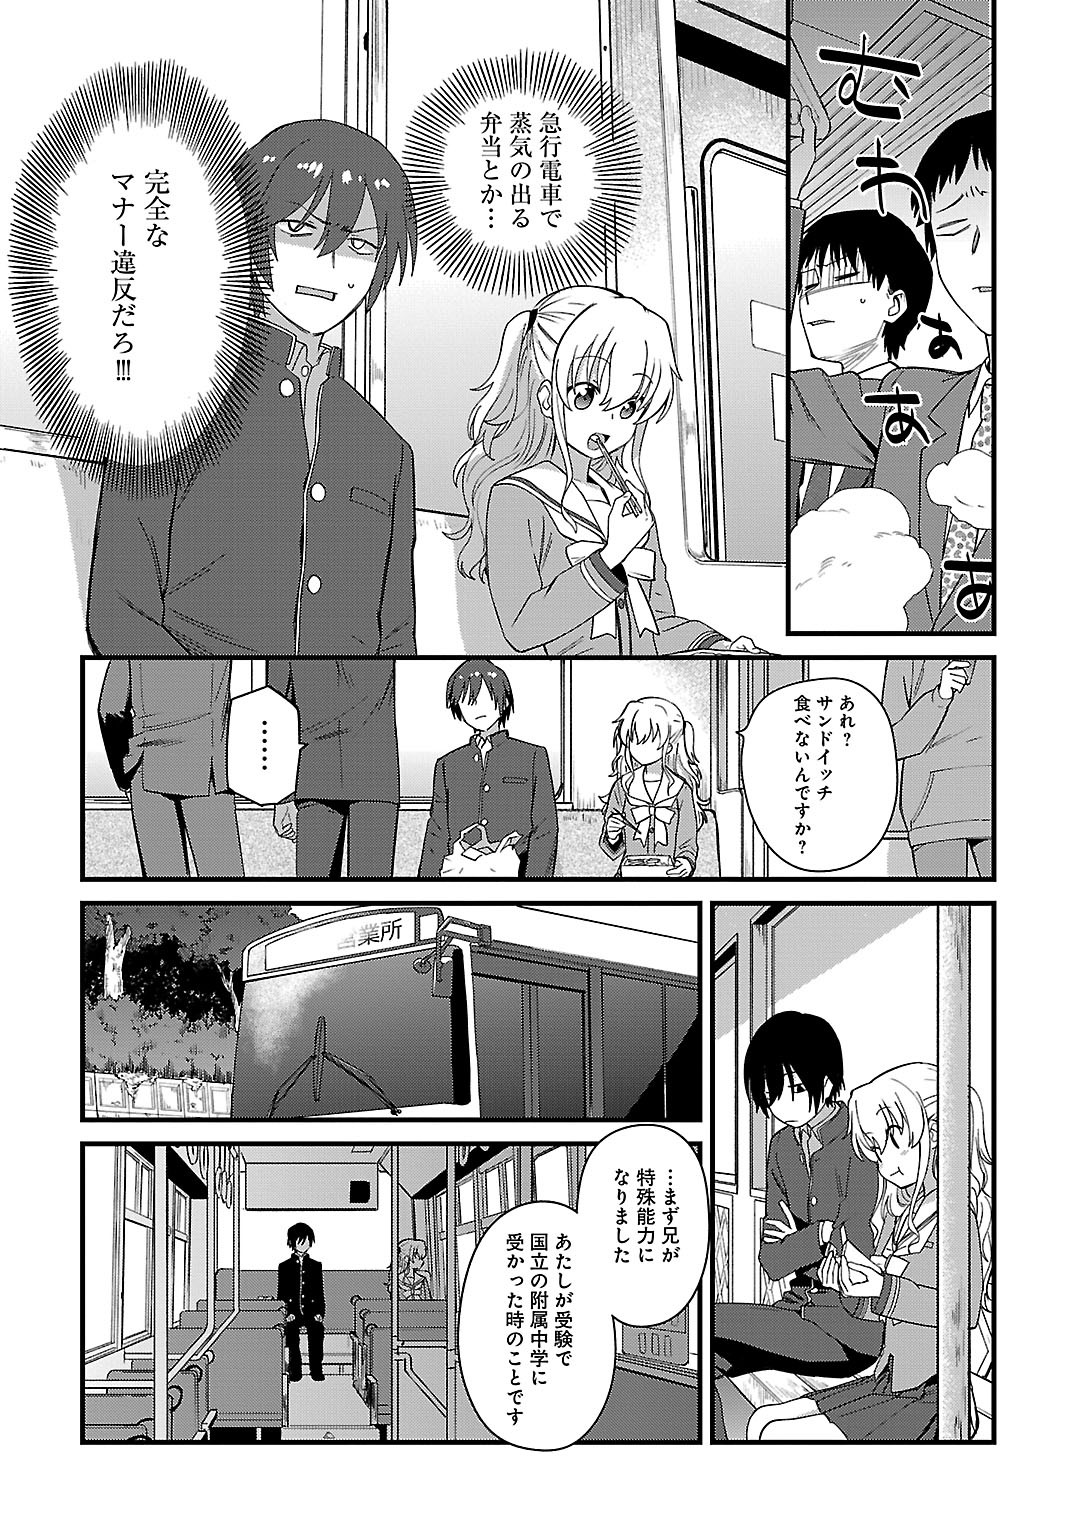 むわぁ
あ
あ
急行電車で
蒸気の出る
弁当とか…
完全な
マナー違反だろ!!!
あれ?
サンドイッチ
食べないんですか?
……
営業所
…まず兄が
特殊能力に
なりました
あたしが受験で
国立の附属中学に
受かった時のことです